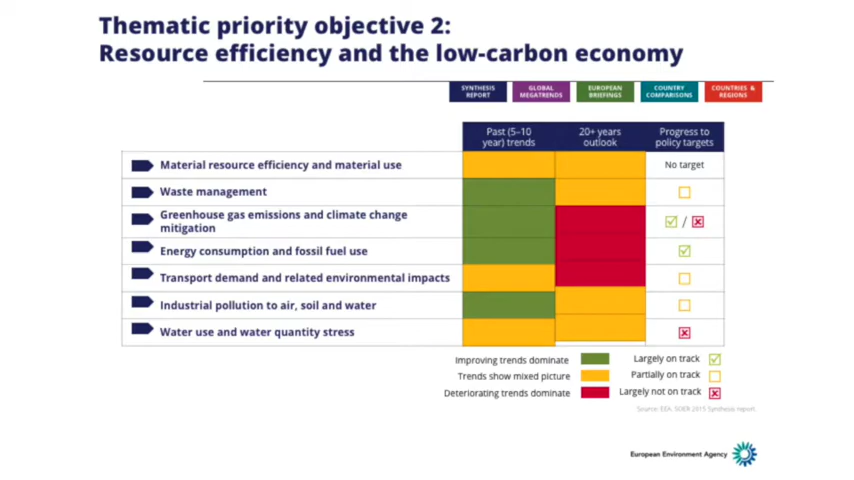 Thematic priority objective 2:
Resource efficiency and the low-carbon economy
SYNTHESIS
REPORT
GLOBAL
MEGATRENDS
EUROPEAN
BRIEFINGS
COUNTRY
COMPARISONS
COUNTRIES &
REGIONS
Past (5–10
year) trends
20+ years
outlook
Progress to
policy targets
Material resource efficiency and material use
No target
Waste management
Greenhouse gas emissions and climate change
mitigation
/
Energy consumption and fossil fuel use
Transport demand and related environmental impacts
Industrial pollution to air, soil and water
Water use and water quantity stress
Improving trends dominate
Largely on track
Trends show mixed picture
Partially on track
Deteriorating trends dominate
Largely not on track
Source: EEA, SOER 2015 Synthesis report.
European Environment Agency